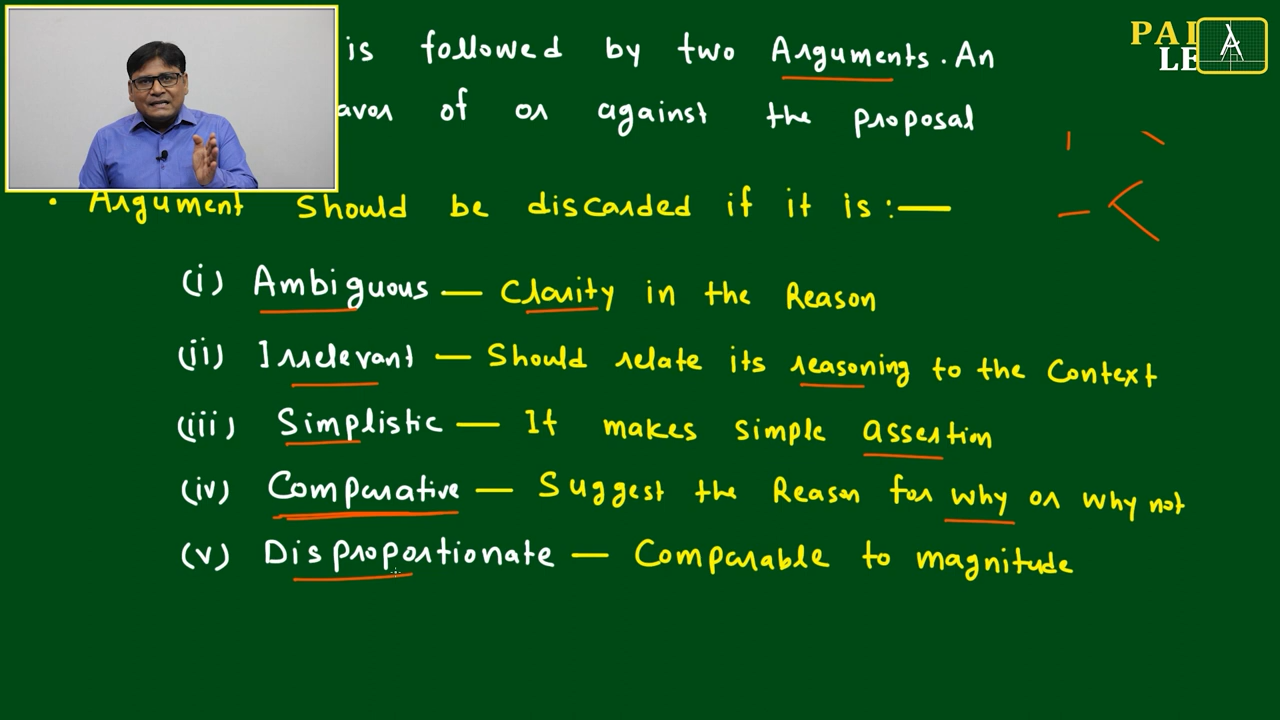 is followed by two Arguments. An
avor of or against the proposal
• Argument should be discarded if it is :—
(i) Ambiguous — Clarity in the Reason
(ii) Irrelevant — Should relate its reasoning to the Context
(iii) Simplistic — It makes simple assertion
(iv) Comparative — Suggest the Reason for why or why not
(v) Disproportionate — Comparable to magnitude
PAL
LE
A